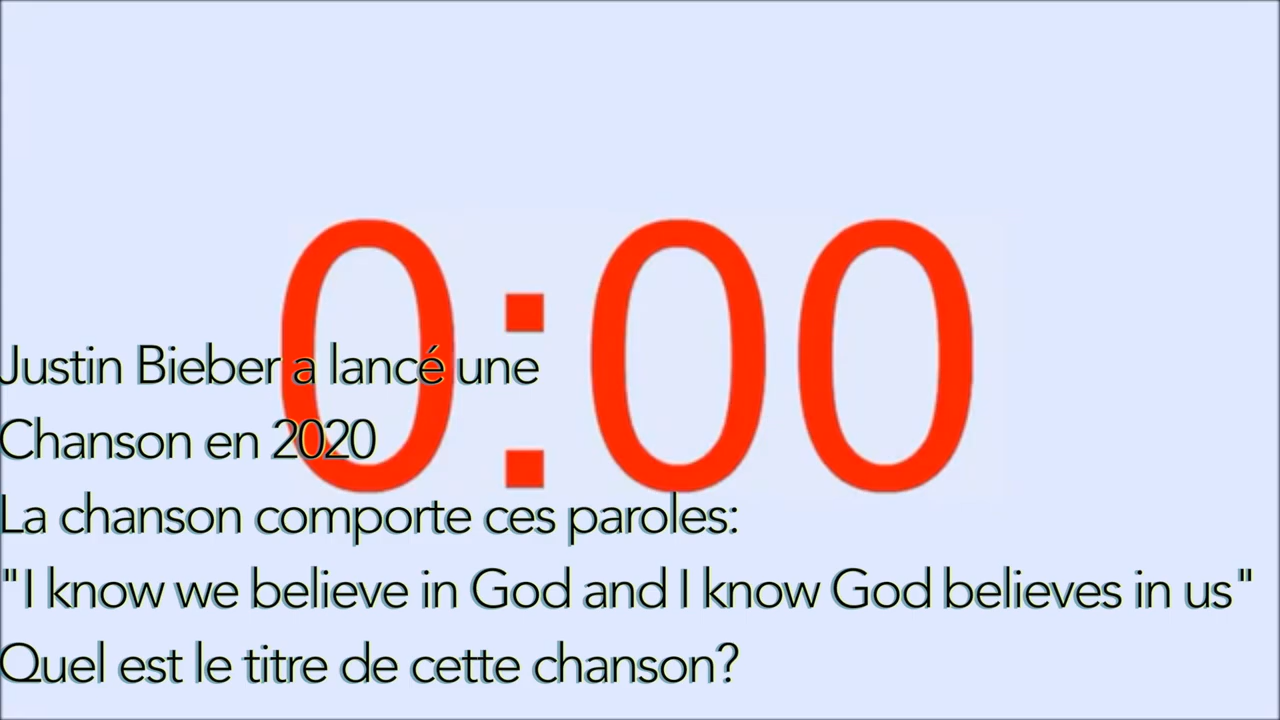 0:00
Justin Bieber a lancé une
Chanson en 2020
La chanson comporte ces paroles:
"I know we believe in God and I know God believes in us"
Quel est le titre de cette chanson?